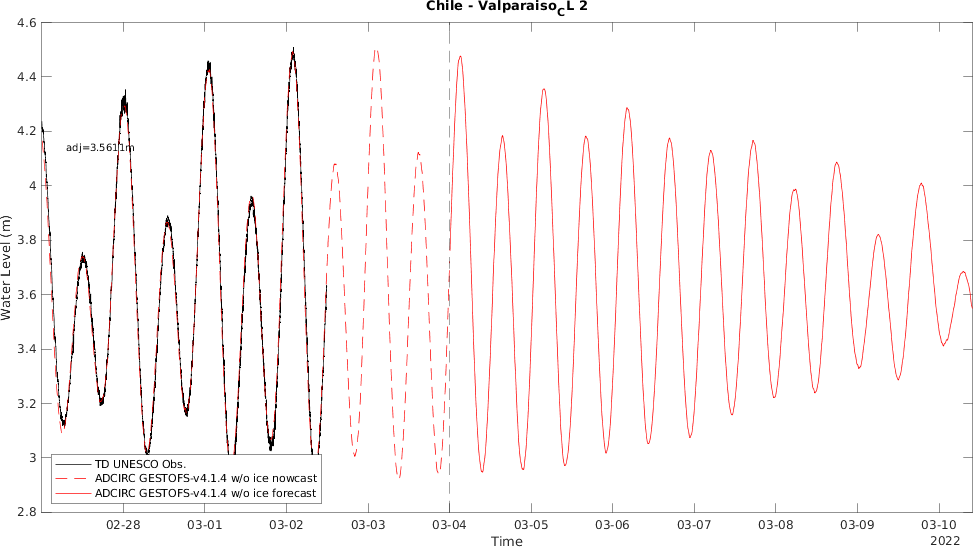 Chile - Valparaiso_CL 2
4.6
4.4
4.2
4
3.8
3.6
3.4
3.2
3
2.8
Water Level (m)
adj=3.5611m
TD UNESCO Obs.
ADCIRC GESTOFS-v4.1.4 w/o ice nowcast
ADCIRC GESTOFS-v4.1.4 w/o ice forecast
02-28 03-01 03-02 03-03 03-04 03-05 03-06 03-07 03-08 03-09 03-10
Time 2022